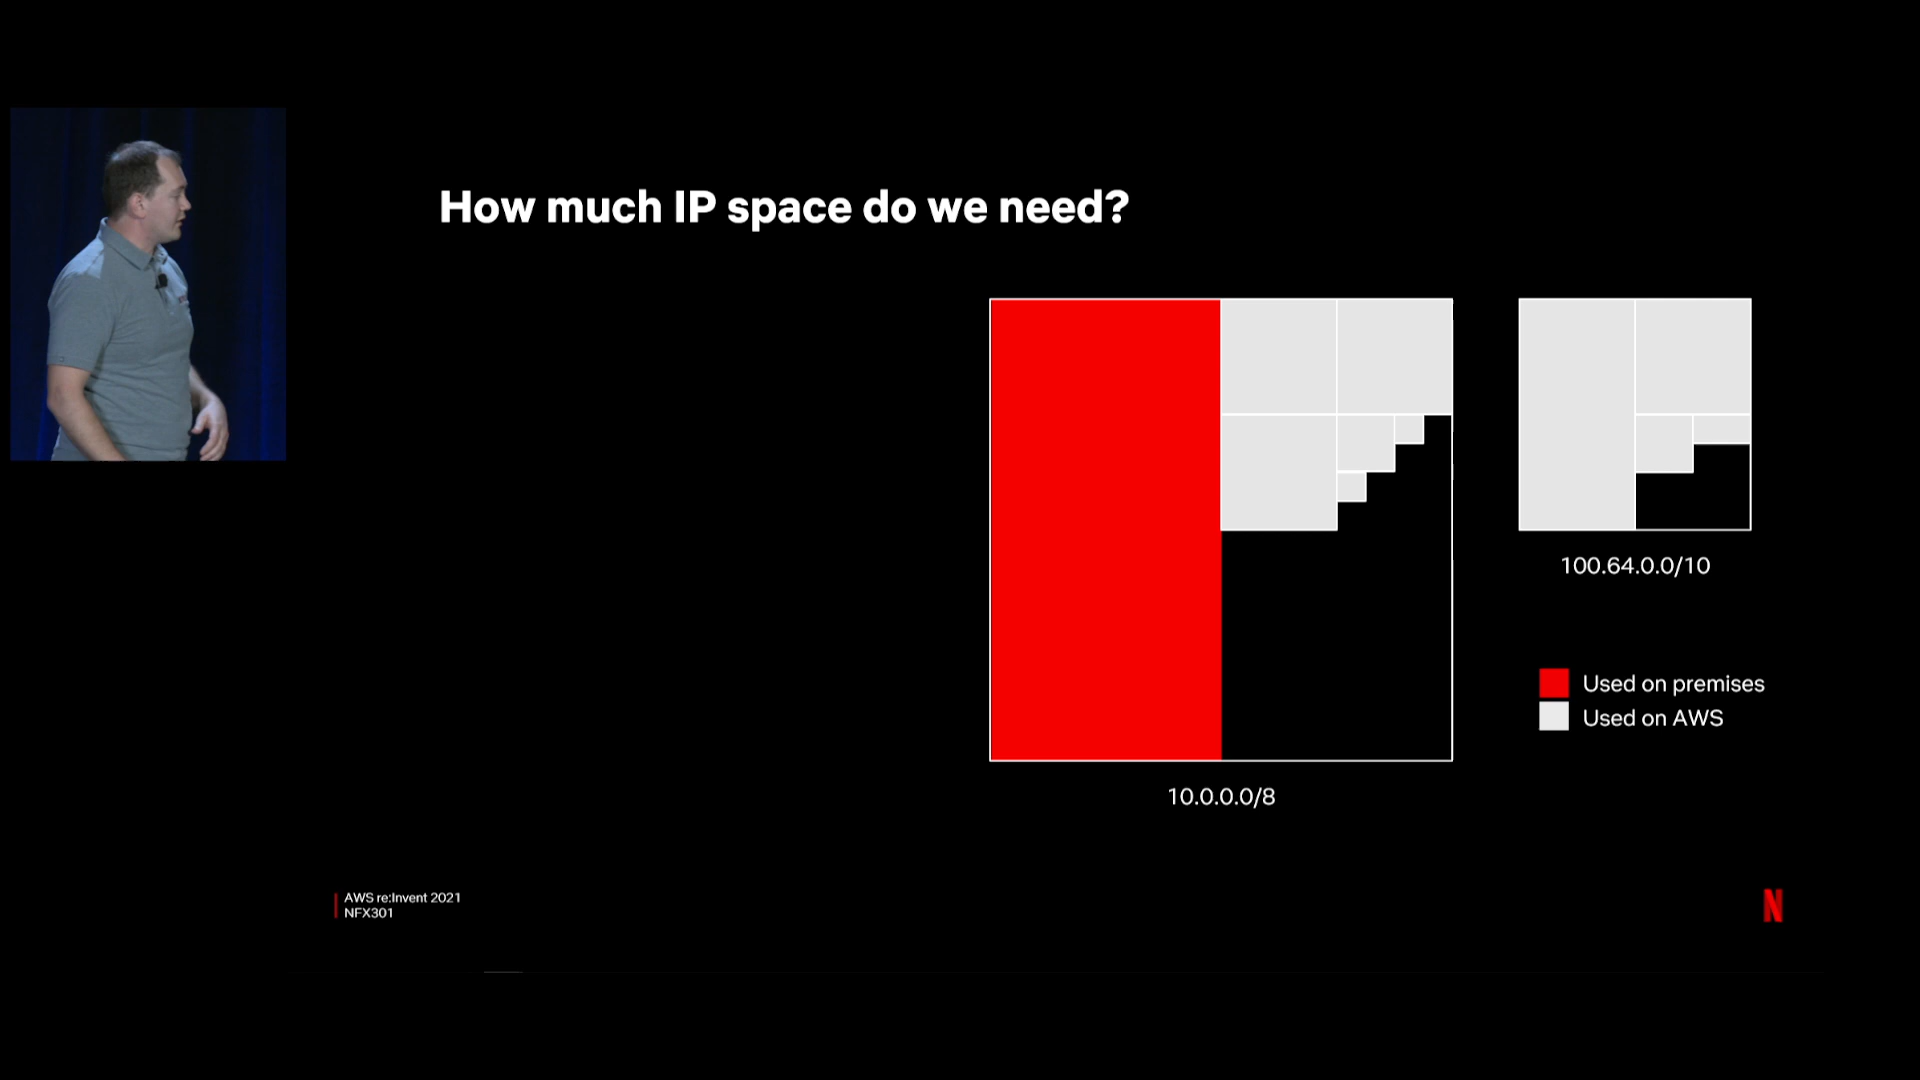 How much IP space do we need?
100.64.0.0/10
Used on premises
Used on AWS
10.0.0.0/8
AWS re:Invent 2021
NFX301
N